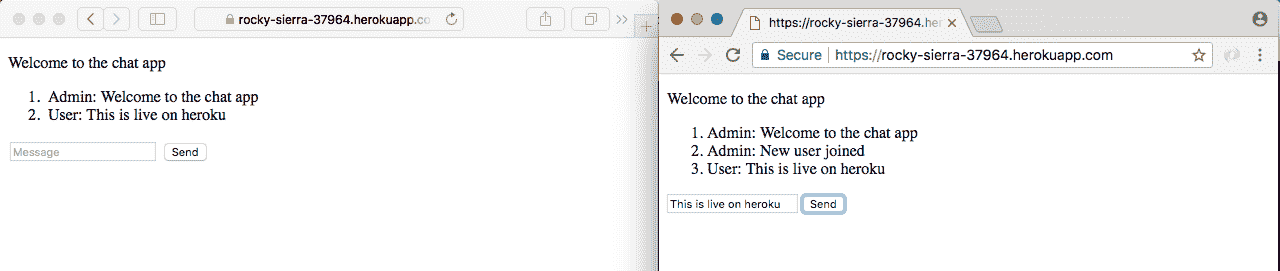 rocky-sierra-37964.herokuapp.co
Welcome to the chat app
1. Admin: Welcome to the chat app
2. User: This is live on heroku
Message
Send
https://rocky-sierra-37964.her
Secure
https://rocky-sierra-37964.herokuapp.com
Welcome to the chat app
1. Admin: Welcome to the chat app
2. Admin: New user joined
3. User: This is live on heroku
This is live on heroku
Send